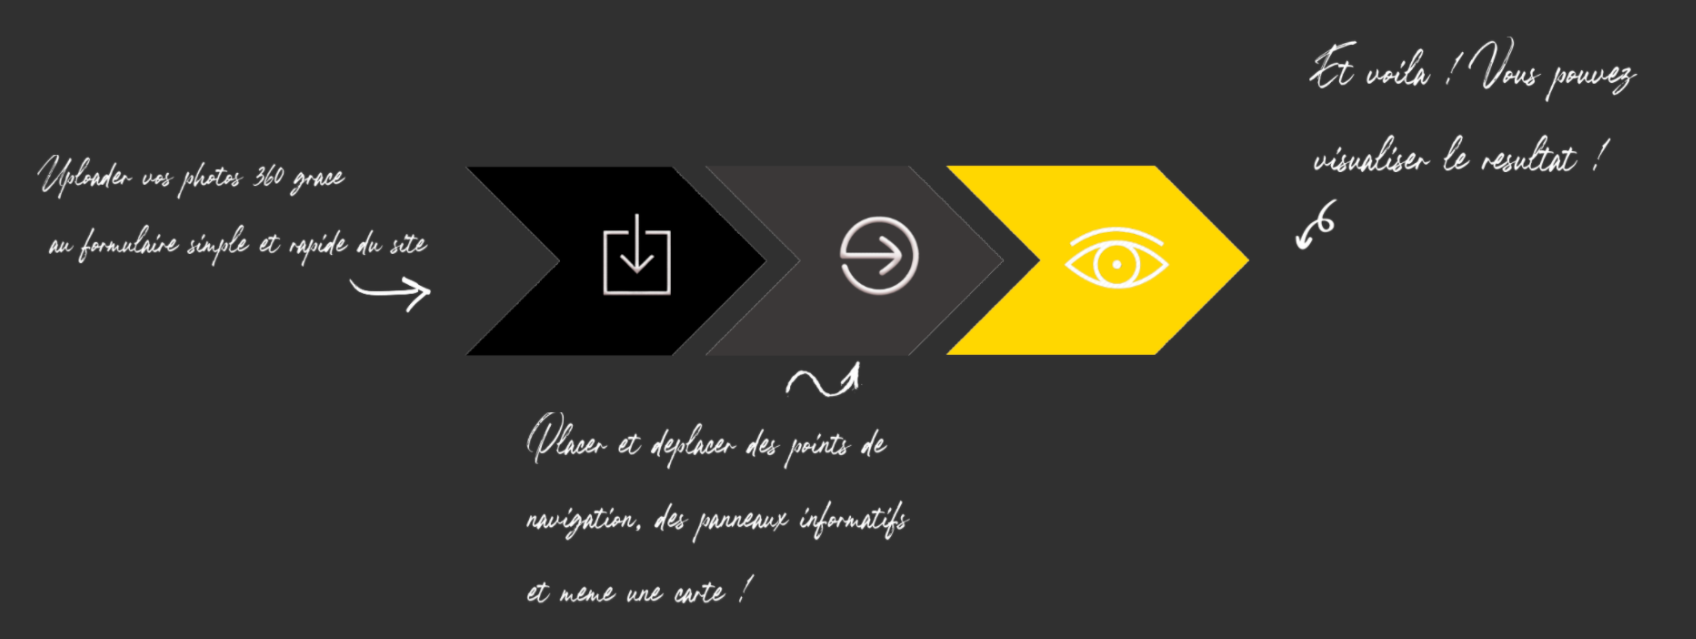 Uploader vos photos 360 grace
au formulaire simple et rapide du site
Placer et deplacer des points de
navigation, des panneaux informatifs
et meme une carte !
Et voila ! Vous pouvez
visualiser le resultat !